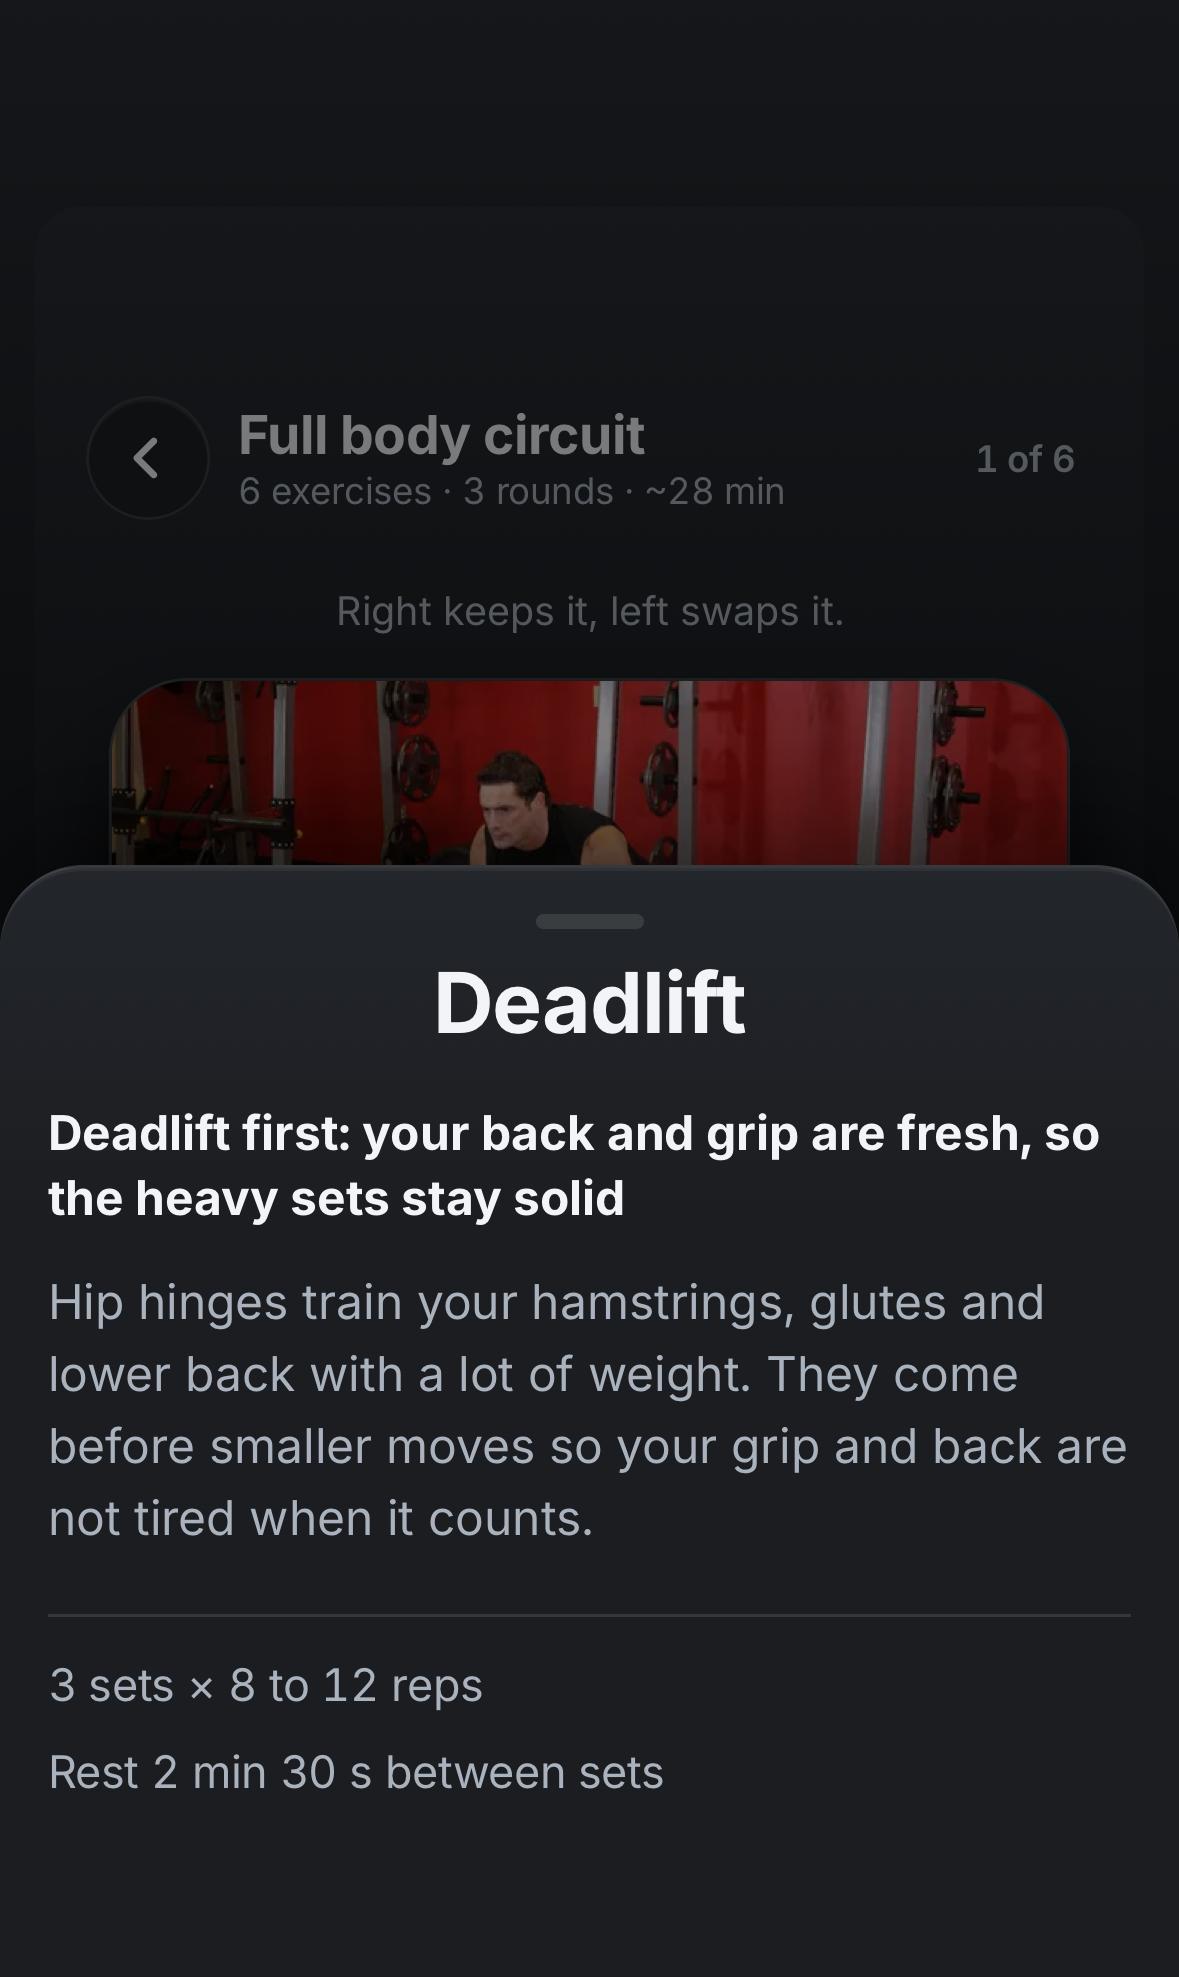 Full body circuit
6 exercises · 3 rounds · ~28 min
1 of 6
Right keeps it, left swaps it.
Deadlift
Deadlift first: your back and grip are fresh, so
the heavy sets stay solid
Hip hinges train your hamstrings, glutes and
lower back with a lot of weight. They come
before smaller moves so your grip and back are
not tired when it counts.
3 sets × 8 to 12 reps
Rest 2 min 30 s between sets